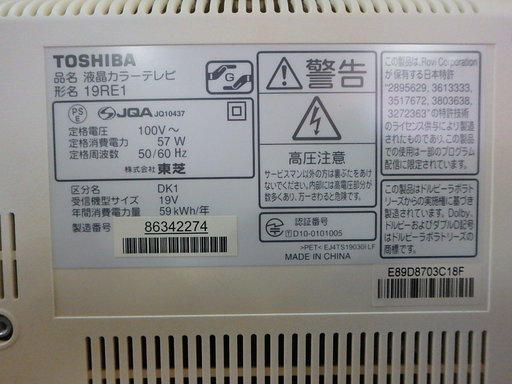 TOSHIBA
品名 液晶カラーテレビ
形名 19RE1
G
PS
E
JQA JQ10437
定格電圧 100V～
定格消費電力 57 W
定格周波数 50/60 Hz
株式会社 東芝
区分名 DK1
受信機型サイズ 19V
年間消費電力量 59 kWh/年
製造番号 86342274
警告
高圧注意
サービスマン以外の方は裏ぶたをあけ
ないでください。内部には高電圧部分が
数多くあり、万一さわると危険です。
認証番号
D10-0101005
>PET< EJ4TS19030I LF
MADE IN CHINA
この製品は、Rovi Corporation
が保有する日本特許
"2895629, 3613333,
3517672, 3803638,
3272363"の特許技術
のライセンス供与により製造
されたものであり、この製品
での使用は一部のプログラム
配信に限定されています。
この製品はドルビーラボラト
リーズからの実施権に基づき
製造されています。Dolby、
ドルビー及びダブルD記号は
ドルビーラボラトリーズの
商標です。
E89D8703C18F